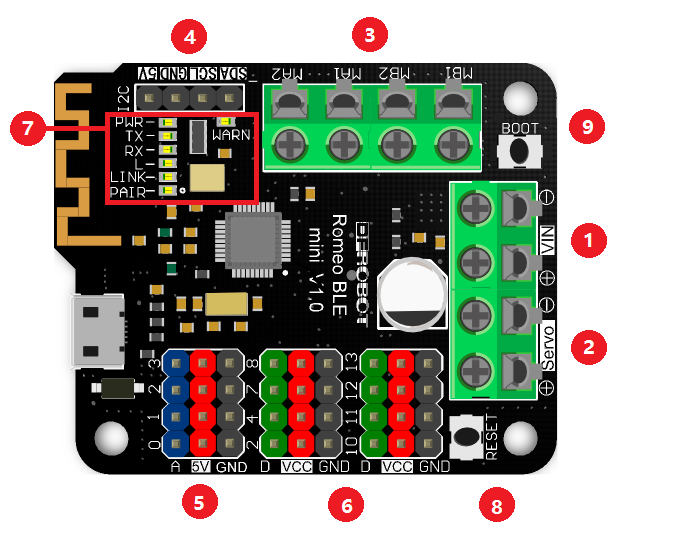 4
3
5V GND SCL SDA
MA2 MA1 MB2 MB1
I2C
7
PWR
TX
RX
L
LINK
PAIR
WARN
BOOT
9
VIN
1
Servo
2
Romeo BLE
mini V1.0
DFROBOT
3 2 1 0
8 7 4 2
13 12 11 10
RESET
A 5V GND
D VCC GND
D VCC GND
5
6
8